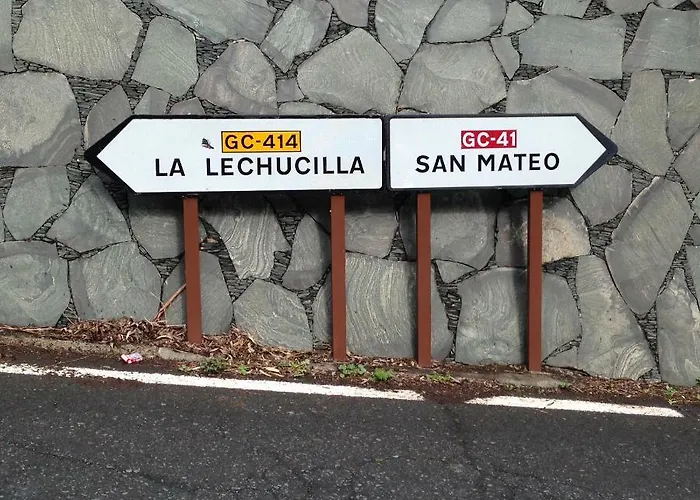 GC-414
LA LECHUCILLA
GC-41
SAN MATEO